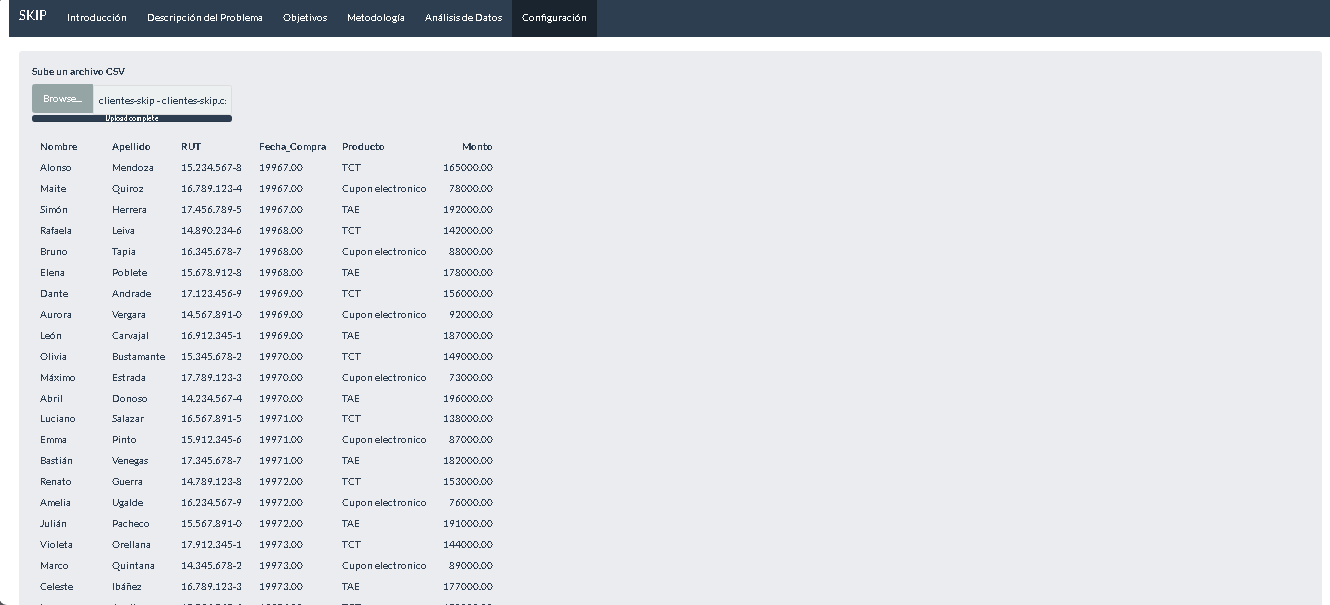 SKIP Introducción Descripción del Problema Objetivos Metodología Análisis de Datos Configuración
Sube un archivo CSV
Browse... clientes-skip - clientes-skip.c
Upload complete
Nombre Apellido RUT Fecha_Compra Producto Monto
Alonso Mendoza 15.234.567-8 19967.00 TCT 165000.00
Maite Quiroz 16.789.123-4 19967.00 Cupon electronico 78000.00
Simón Herrera 17.456.789-5 19967.00 TAE 192000.00
Rafaela Leiva 14.890.234-6 19968.00 TCT 142000.00
Bruno Tapia 16.345.678-7 19968.00 Cupon electronico 88000.00
Elena Poblete 15.678.912-8 19968.00 TAE 178000.00
Dante Andrade 17.123.456-9 19969.00 TCT 156000.00
Aurora Vergara 14.567.891-0 19969.00 Cupon electronico 92000.00
León Carvajal 16.912.345-1 19969.00 TAE 187000.00
Olivia Bustamante 15.345.678-2 19970.00 TCT 149000.00
Máximo Estrada 17.789.123-3 19970.00 Cupon electronico 73000.00
Abril Donoso 14.234.567-4 19970.00 TAE 196000.00
Luciano Salazar 16.567.891-5 19971.00 TCT 138000.00
Emma Pinto 15.912.345-6 19971.00 Cupon electronico 87000.00
Bastián Venegas 17.345.678-7 19971.00 TAE 182000.00
Renato Guerra 14.789.123-8 19972.00 TCT 153000.00
Amelia Ugalde 16.234.567-9 19972.00 Cupon electronico 76000.00
Julián Pacheco 15.567.891-0 19972.00 TAE 191000.00
Violeta Orellana 17.912.345-1 19973.00 TCT 144000.00
Marco Quintana 14.345.678-2 19973.00 Cupon electronico 89000.00
Celeste Ibáñez 16.789.123-3 19973.00 TAE 177000.00